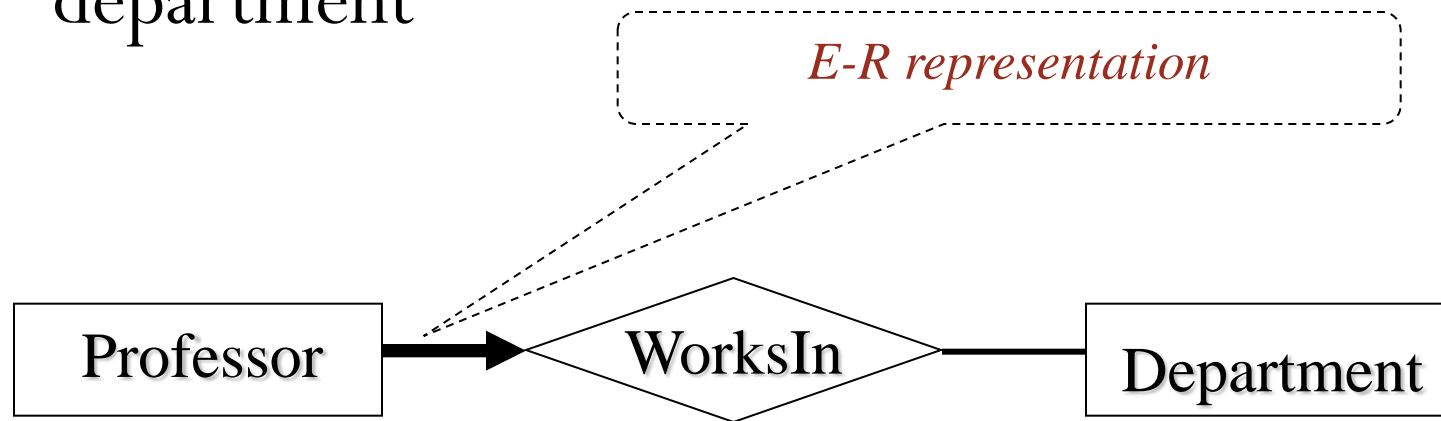 department
E-R representation
Professor
WorksIn
Department